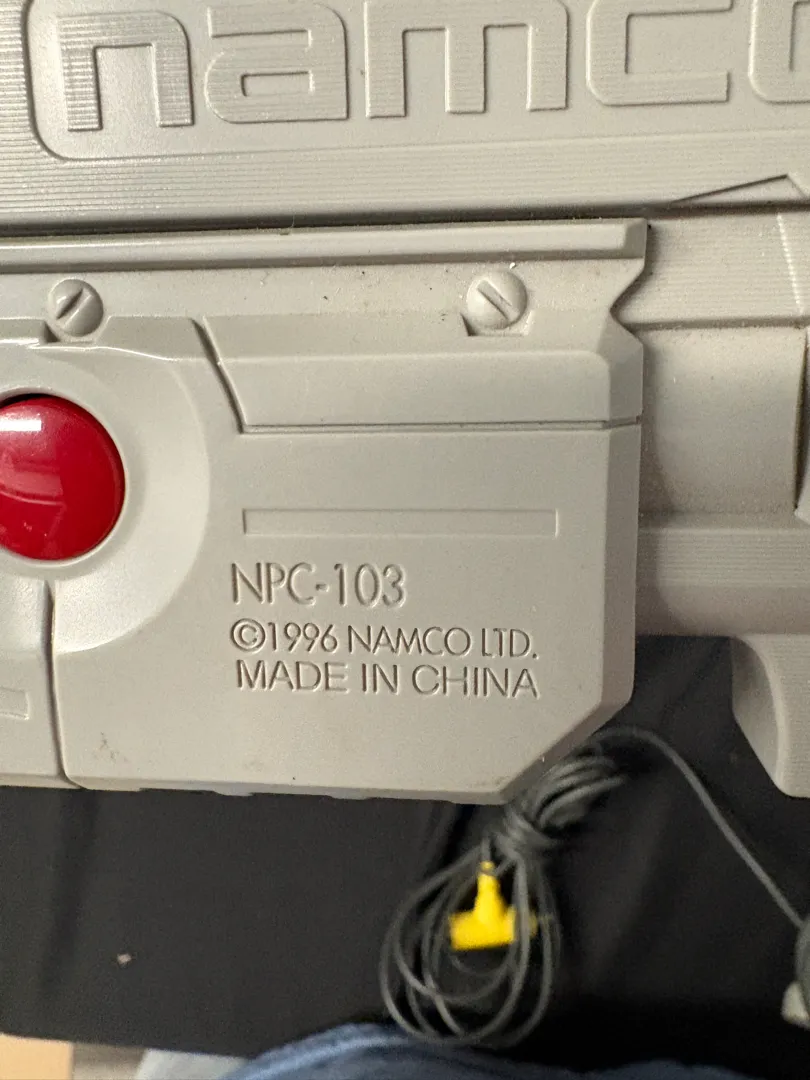 namco
NPC-103
©1996 NAMCO LTD.
MADE IN CHINA